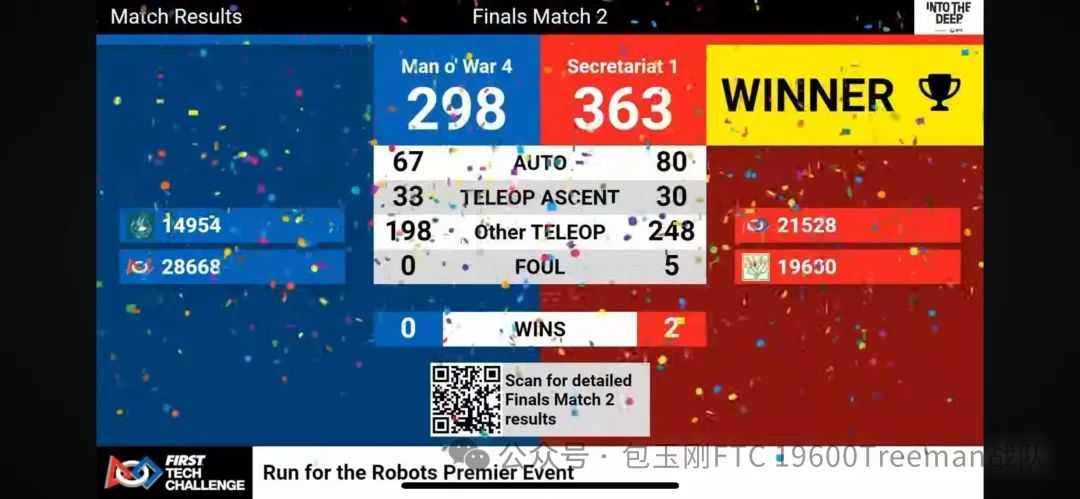 Match Results
Finals Match 2
INTO THE
DEEP
Man o' War 4
298
Secretariat 1
363
WINNER
67 AUTO 80
33 TELEOP ASCENT 30
198 Other TELEOP 248
0 FOUL 5
14954
28668
21528
19600
0 WINS 2
Scan for detailed
Finals Match 2
results
FIRST
TECH
CHALLENGE
Run for the Robots Premier Event
公众号 · 包玉刚FTC 19600Treeman战队